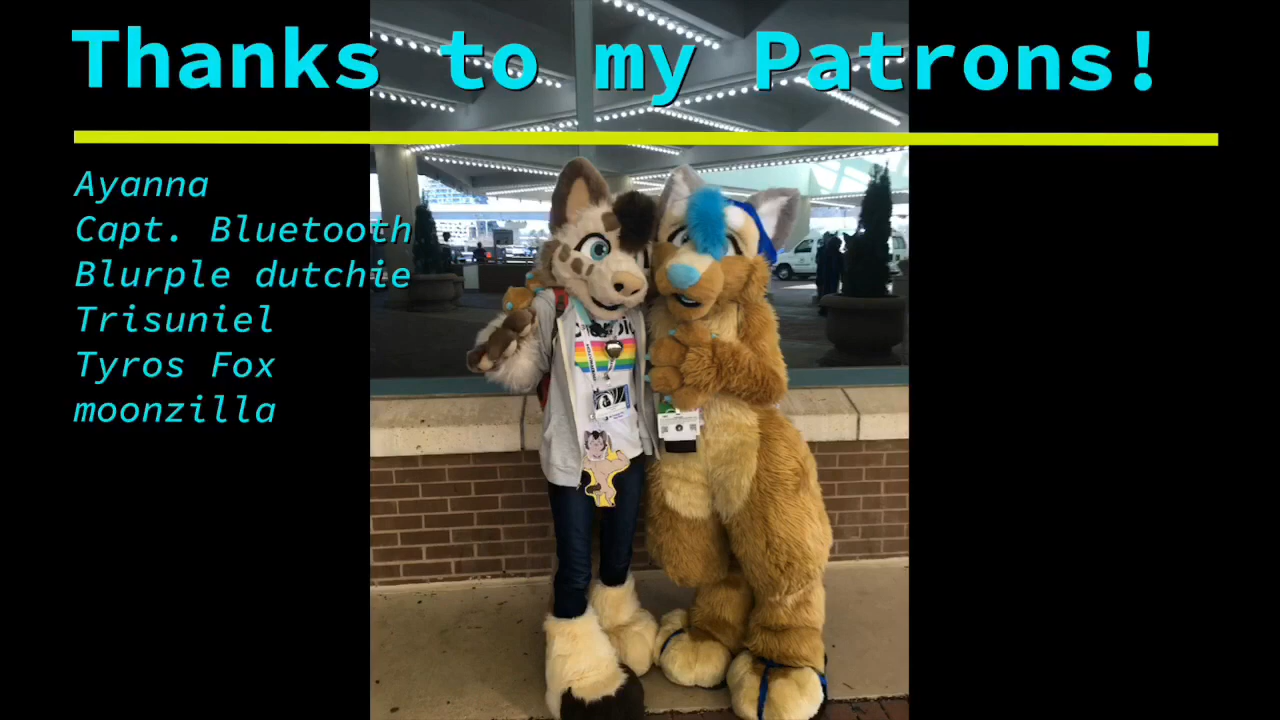 Thanks to my Patrons!
Ayanna
Capt. Bluetooth
Blurple dutchie
Trisuniel
Tyros Fox
moonzilla